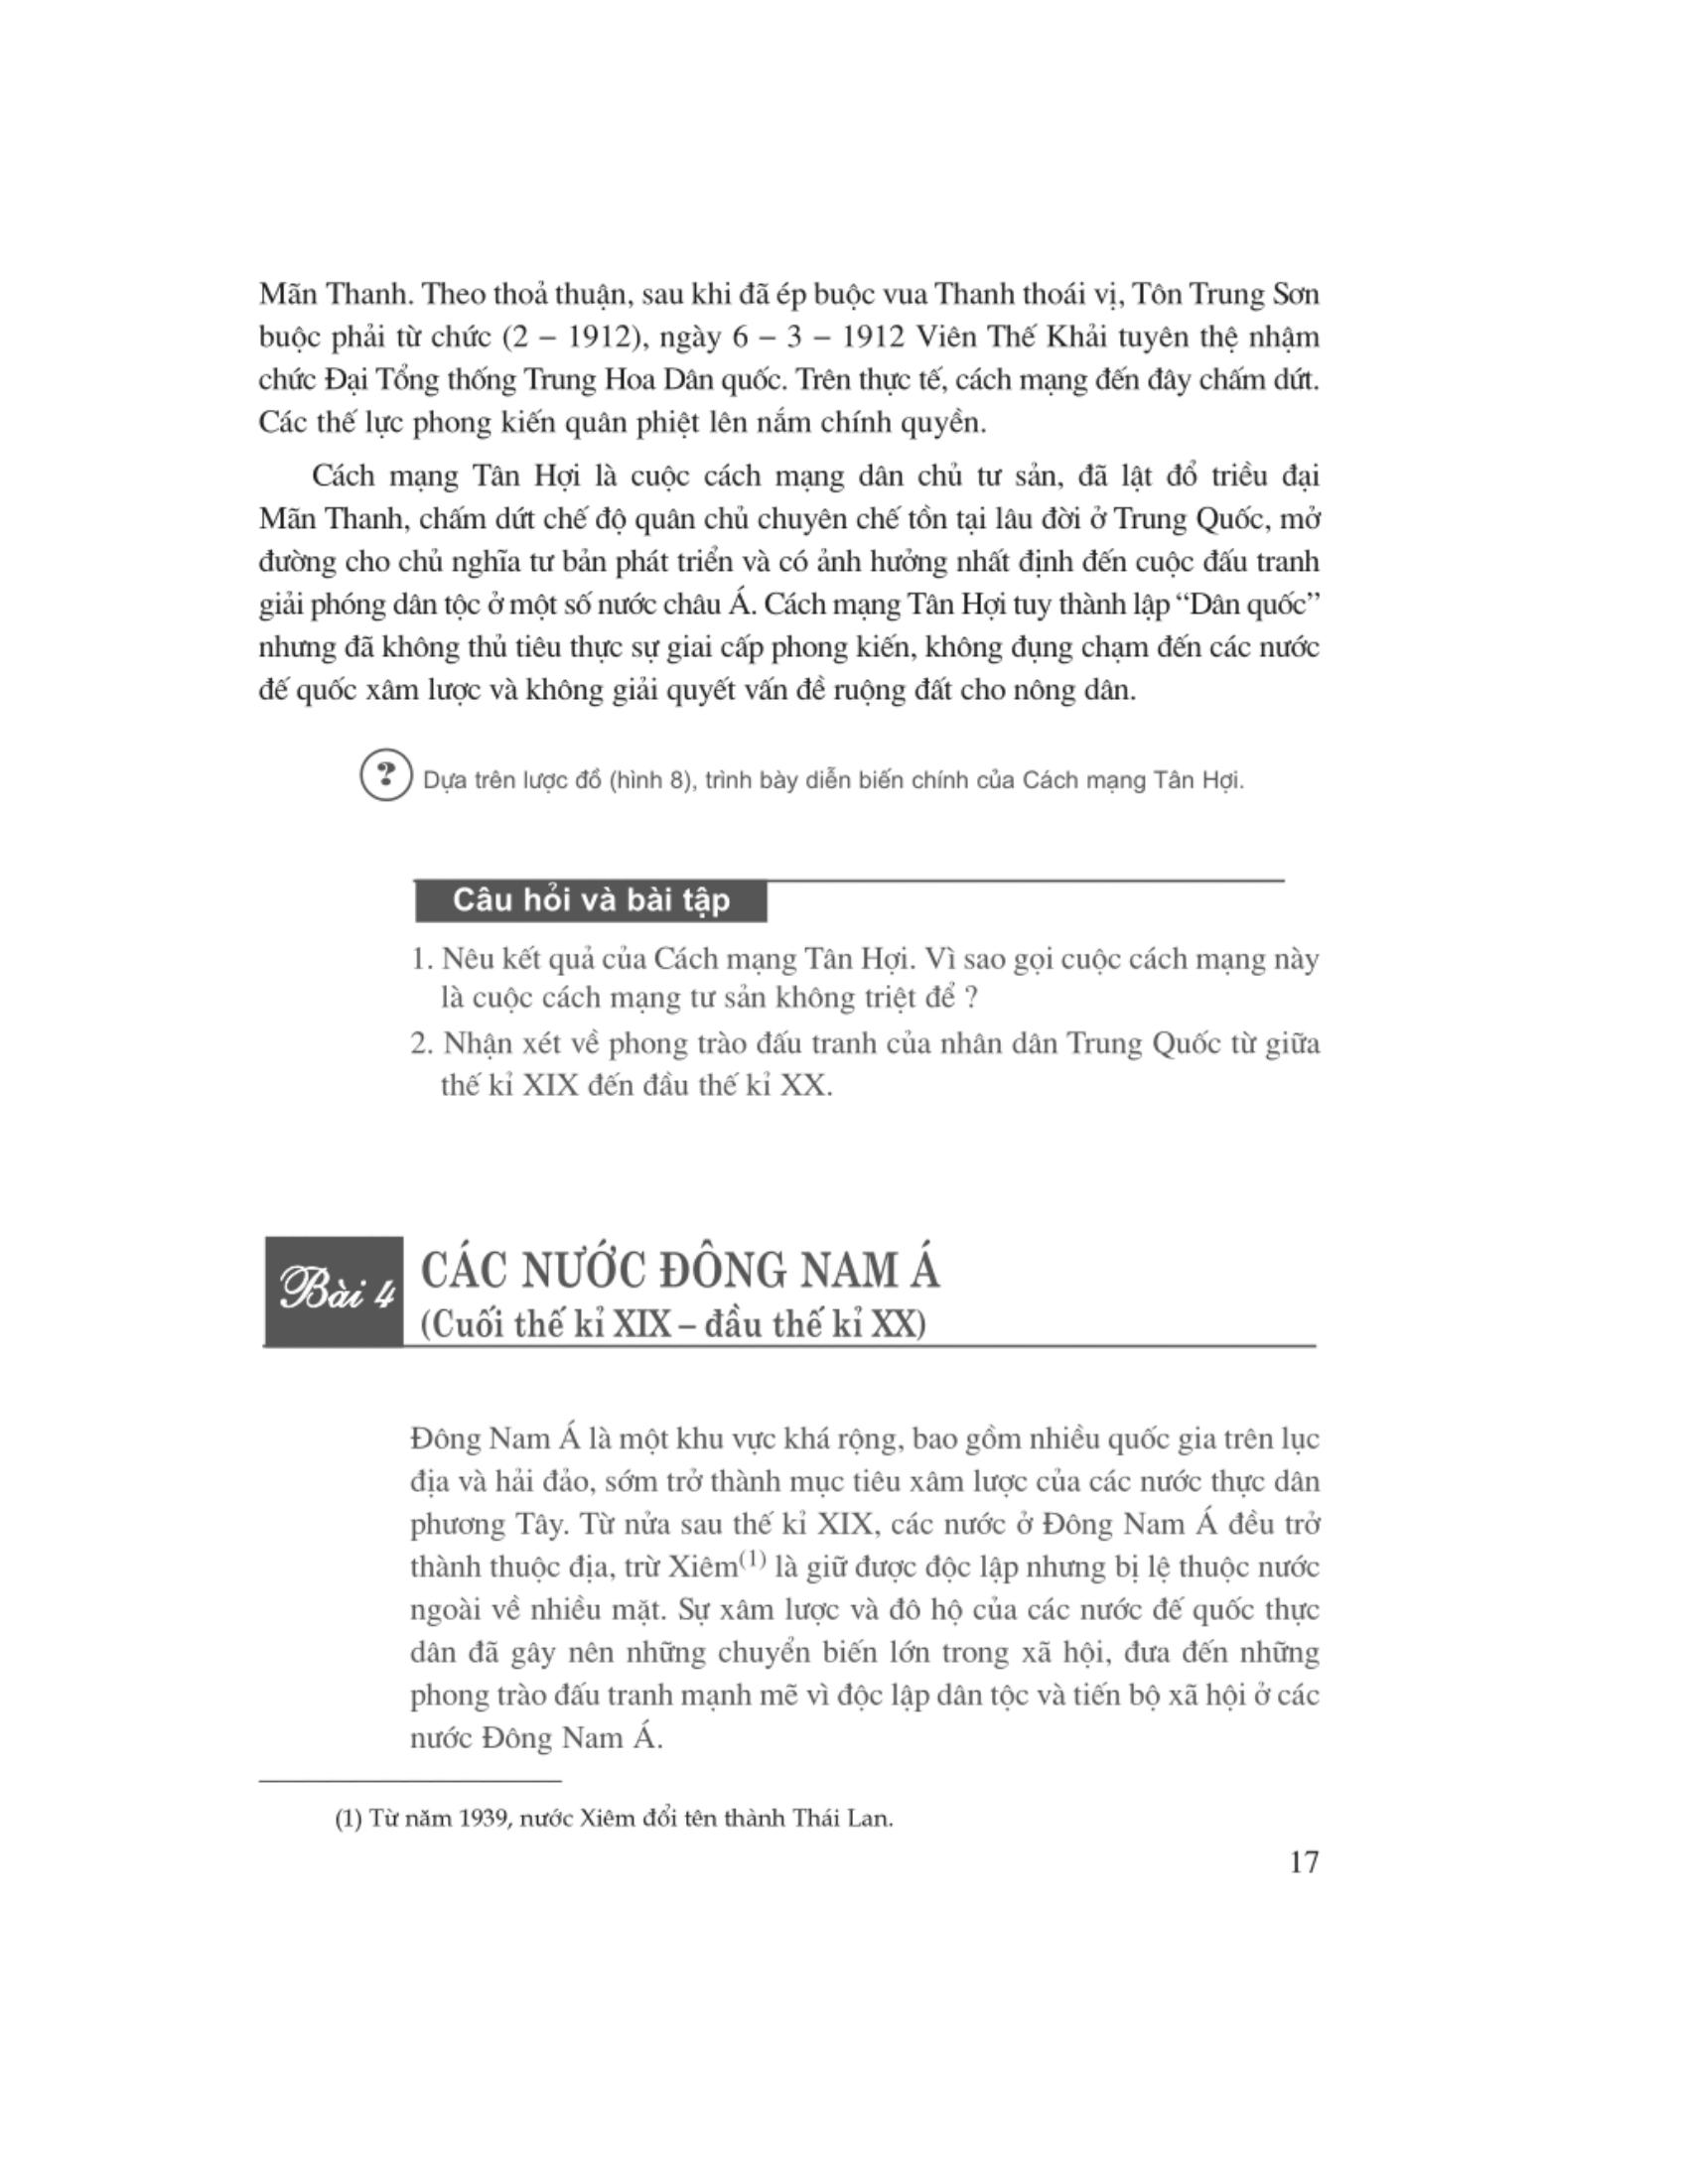 Mãn Thanh. Theo thoả thuận, sau khi đã ép buộc vua Thanh thoái vị, Tôn Trung Sơn
buộc phải từ chức (2 – 1912), ngày 6 – 3 – 1912 Viên Thế Khải tuyên thệ nhậm
chức Đại Tổng thống Trung Hoa Dân quốc. Trên thực tế, cách mạng đến đây chấm dứt.
Các thế lực phong kiến quân phiệt lên nắm chính quyền.
Cách mạng Tân Hợi là cuộc cách mạng dân chủ tư sản, đã lật đổ triều đại
Mãn Thanh, chấm dứt chế độ quân chủ chuyên chế tồn tại lâu đời ở Trung Quốc, mở
đường cho chủ nghĩa tư bản phát triển và có ảnh hưởng nhất định đến cuộc đấu tranh
giải phóng dân tộc ở một số nước châu Á. Cách mạng Tân Hợi tuy thành lập “Dân quốc”
nhưng đã không thủ tiêu thực sự giai cấp phong kiến, không đụng chạm đến các nước
đế quốc xâm lược và không giải quyết vấn đề ruộng đất cho nông dân.
? Dựa trên lược đồ (hình 8), trình bày diễn biến chính của Cách mạng Tân Hợi.
Câu hỏi và bài tập
1. Nêu kết quả của Cách mạng Tân Hợi. Vì sao gọi cuộc cách mạng này
là cuộc cách mạng tư sản không triệt để ?
2. Nhận xét về phong trào đấu tranh của nhân dân Trung Quốc từ giữa
thế kỉ XIX đến đầu thế kỉ XX.
Bài 4
CÁC NƯỚC ĐÔNG NAM Á
(Cuối thế kỉ XIX – đầu thế kỉ XX)
Đông Nam Á là một khu vực khá rộng, bao gồm nhiều quốc gia trên lục
địa và hải đảo, sớm trở thành mục tiêu xâm lược của các nước thực dân
phương Tây. Từ nửa sau thế kỉ XIX, các nước ở Đông Nam Á đều trở
thành thuộc địa, trừ Xiêm(1) là giữ được độc lập nhưng bị lệ thuộc nước
ngoài về nhiều mặt. Sự xâm lược và đô hộ của các nước đế quốc thực
dân đã gây nên những chuyển biến lớn trong xã hội, đưa đến những
phong trào đấu tranh mạnh mẽ vì độc lập dân tộc và tiến bộ xã hội ở các
nước Đông Nam Á.
(1) Từ năm 1939, nước Xiêm đổi tên thành Thái Lan.
17